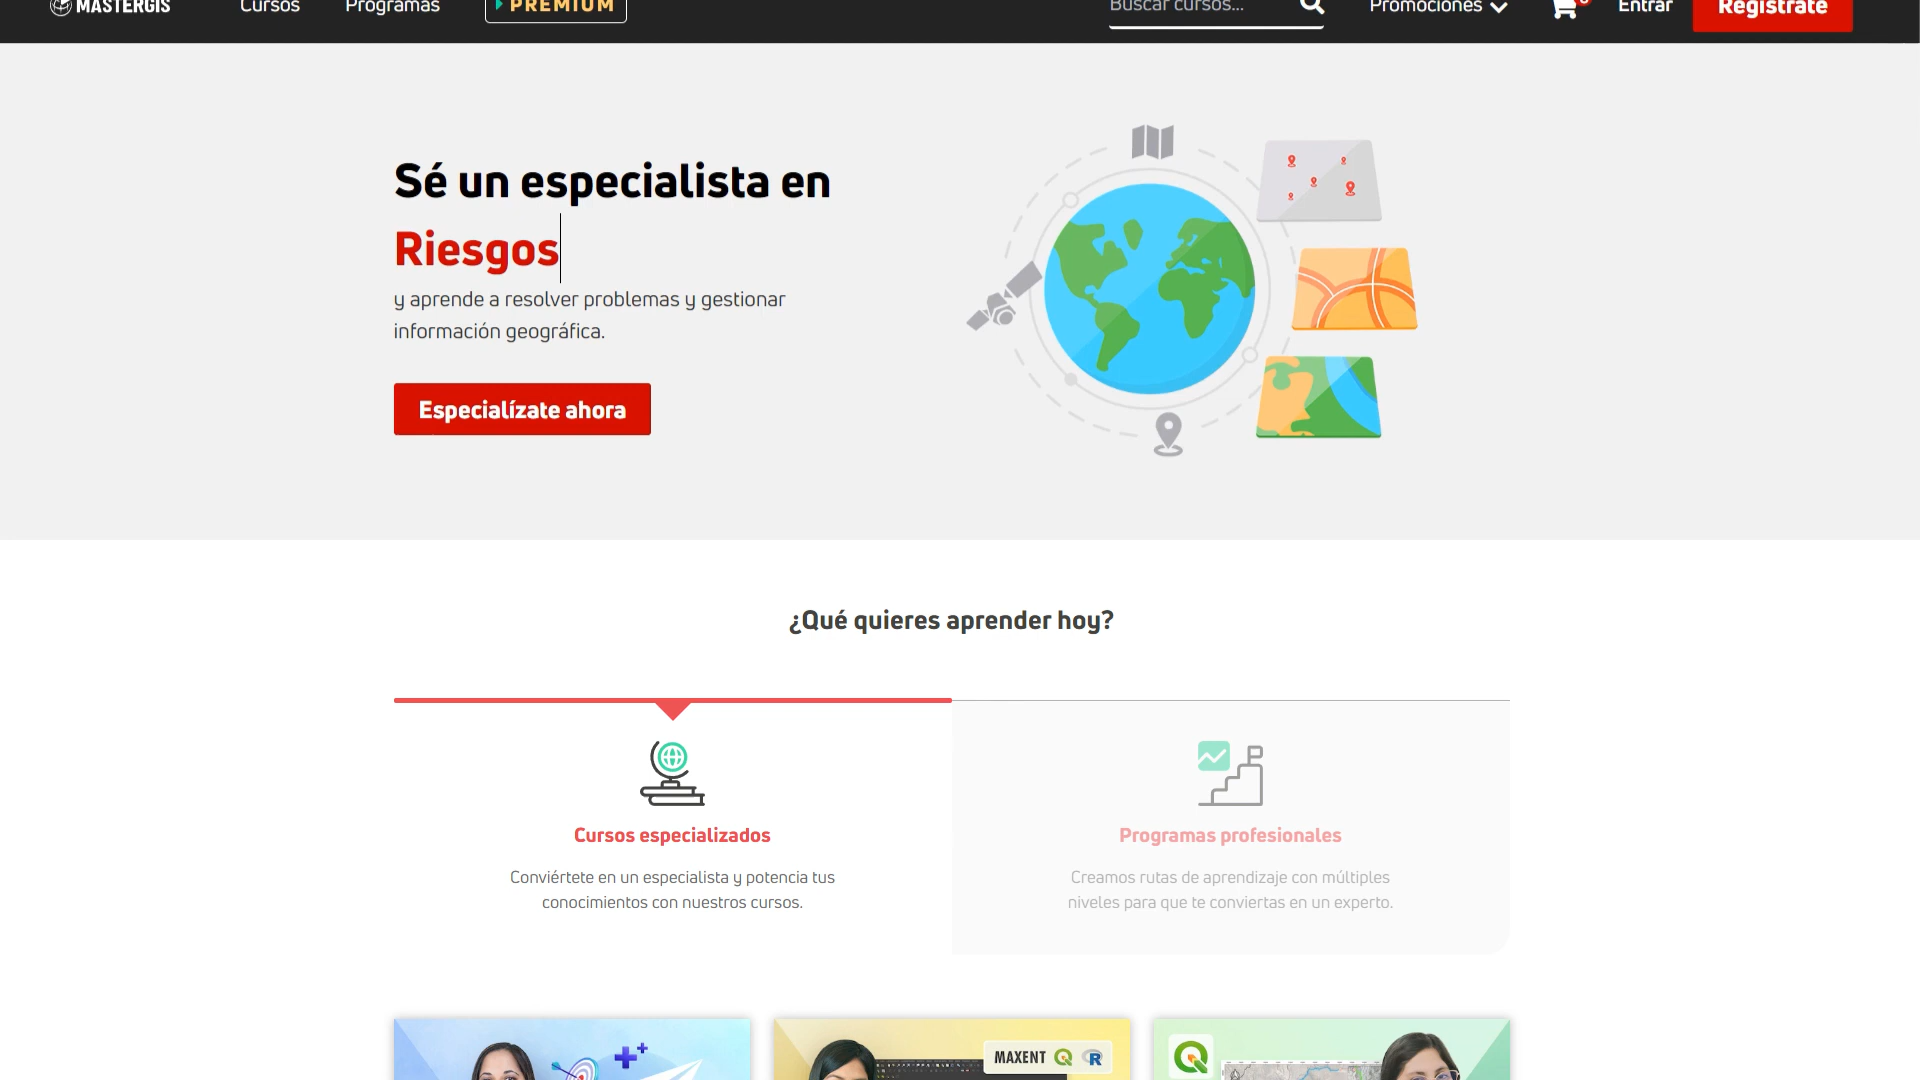 MASTERGIS
Cursos
Programas
PREMIUM
Buscar cursos...
Promociones
Entrar
Regístrate
Sé un especialista en
Riesgos
y aprende a resolver problemas y gestionar
información geográfica.
Especialízate ahora
¿Qué quieres aprender hoy?
Cursos especializados
Conviértete en un especialista y potencia tus
conocimientos con nuestros cursos.
Programas profesionales
Creamos rutas de aprendizaje con múltiples
niveles para que te conviertas en un experto.
MAXENT
R